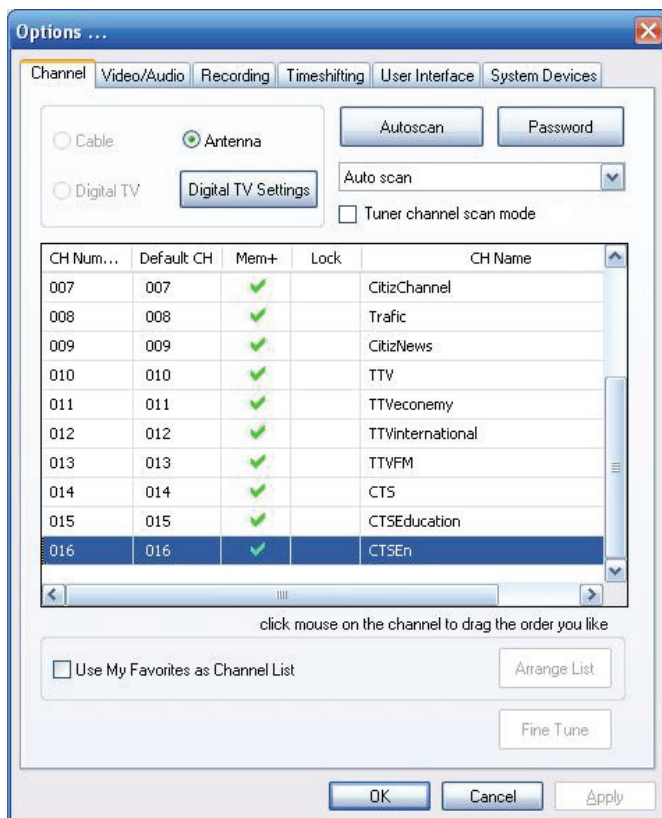 Options ...
Channel Video/Audio Recording Timeshifting User Interface System Devices
Cable Antenna Autoscan Password
Digital TV Digital TV Settings Auto scan
Tuner channel scan mode
CH Num... Default CH Mem+ Lock CH Name
007 007 CitizChannel
008 008 Trafic
009 009 CitizNews
010 010 TTV
011 011 TTVeconemy
012 012 TTVinternational
013 013 TTVFM
014 014 CTS
015 015 CTSEducation
016 016 CTSEn
click mouse on the channel to drag the order you like
Use My Favorites as Channel List Arrange List
Fine Tune
OK Cancel Apply